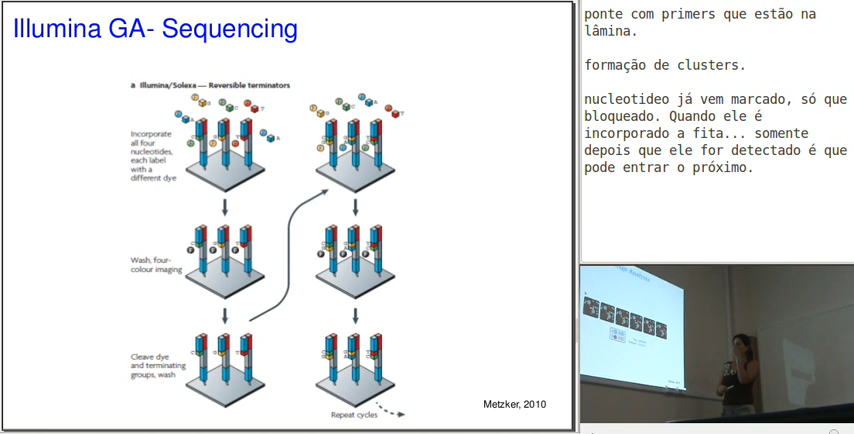 Illumina GA- Sequencing
a Illumina/Solexa — Reversible terminators
Incorporate
all four
nucleotides,
each label
with a
different dye
Wash, four-
colour imaging
Cleave dye
and terminating
groups, wash
Repeat cycles
Metzker, 2010
ponte com primers que estão na
lâmina.
formação de clusters.
nucleotideo já vem marcado, só que
bloqueado. Quando ele é
incorporado a fita... somente
depois que ele for detectado é que
pode entrar o próximo.